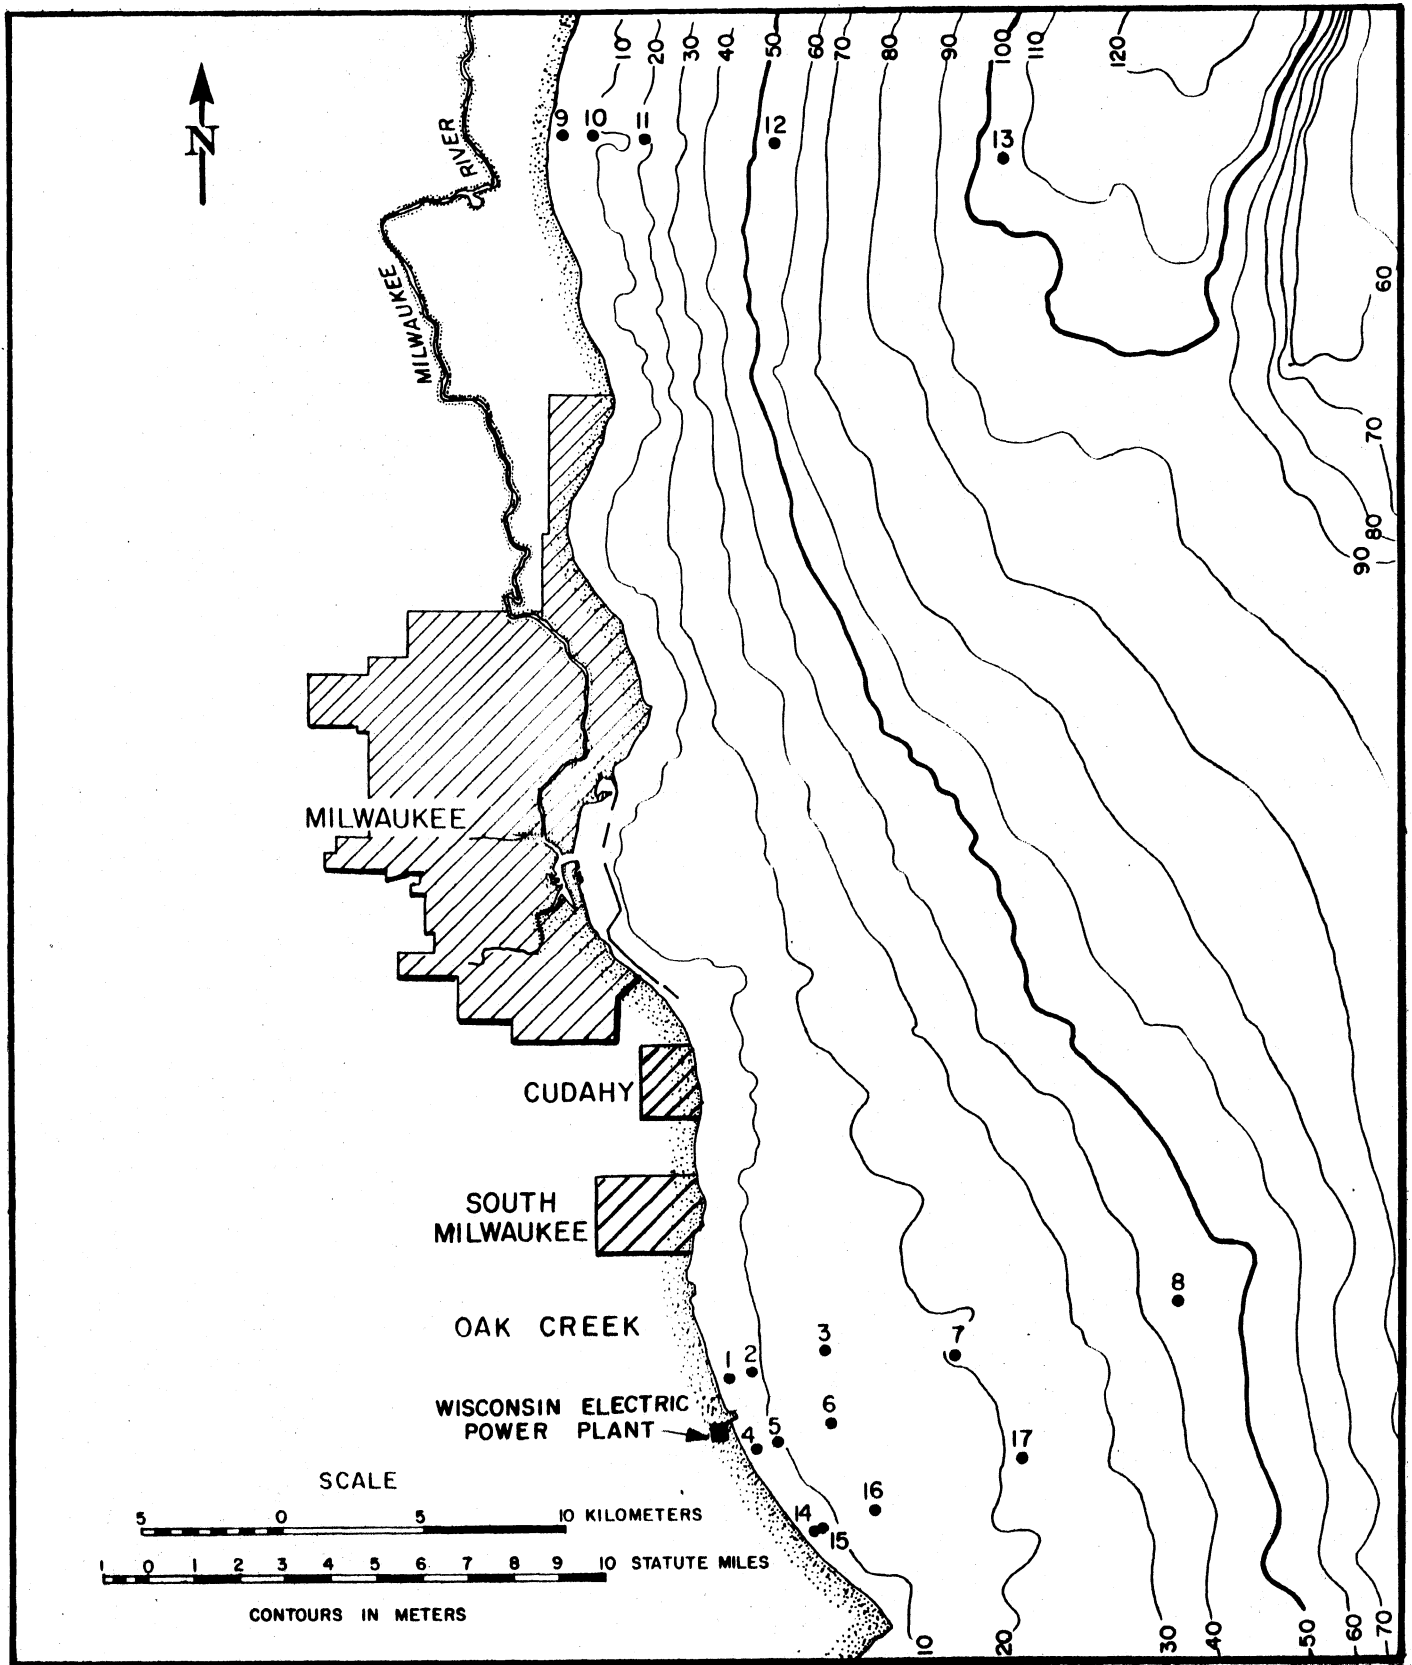 10 20 30 40 50 60 70 80 90 100 110 120
N
RIVER
MILWAUKEE
9 10 11 12 13
60
70
80
90
MILWAUKEE
CUDAHY
SOUTH
MILWAUKEE
8
OAK CREEK
3 7
1 2
WISCONSIN ELECTRIC
POWER PLANT
6
4 5
17
16
14
15
SCALE
5 0 5 10 KILOMETERS
1 0 1 2 3 4 5 6 7 8 9 10 STATUTE MILES
CONTOURS IN METERS
10 20 30 40 50 60 70